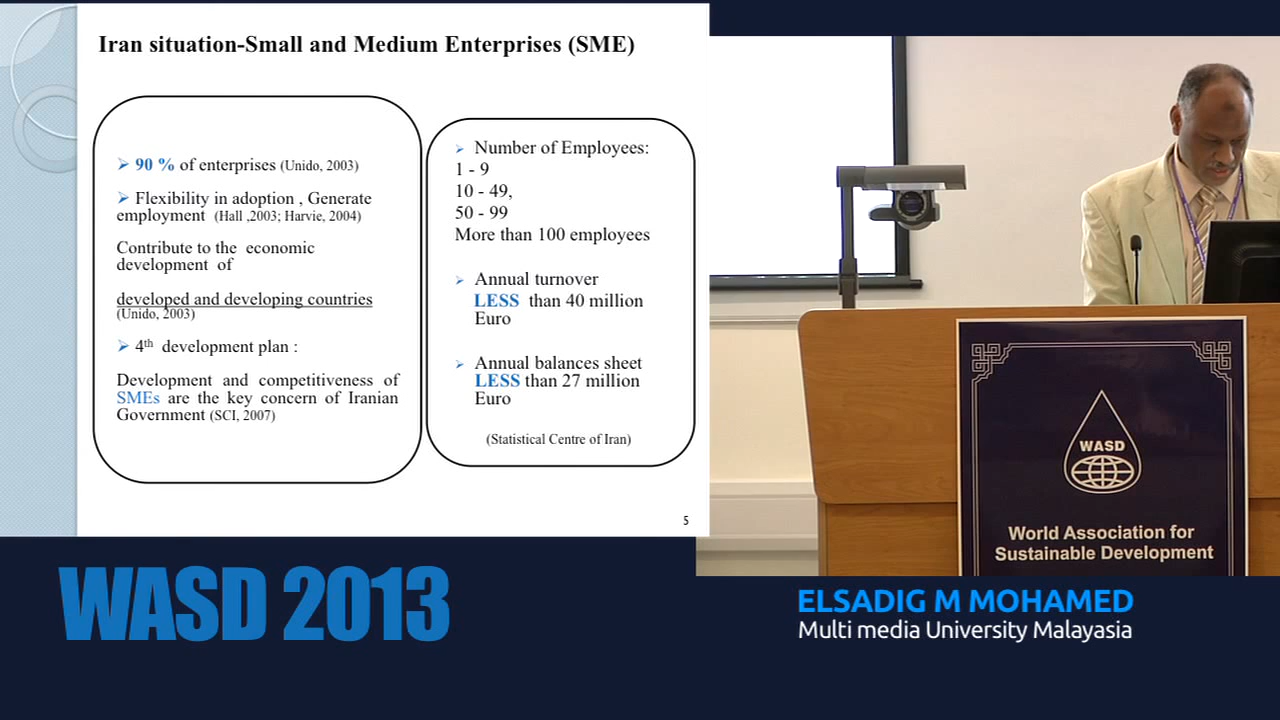 Iran situation-Small and Medium Enterprises (SME)
90 % of enterprises (Unido, 2003)
Flexibility in adoption , Generate
employment (Hall ,2003; Harvie, 2004)
Contribute to the economic
development of
developed and developing countries
(Unido, 2003)
4th development plan :
Development and competitiveness of
SMEs are the key concern of Iranian
Government (SCI, 2007)
Number of Employees:
1 - 9
10 - 49,
50 - 99
More than 100 employees
Annual turnover
LESS than 40 million
Euro
Annual balances sheet
LESS than 27 million
Euro
(Statistical Centre of Iran)
5
WASD
World Association for
Sustainable Development
WASD 2013
ELSADIG M MOHAMED
Multi media University Malayasia